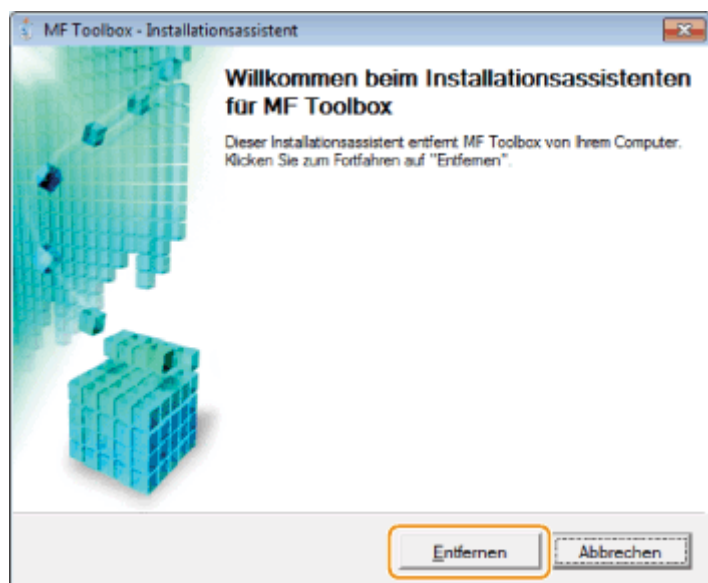 MF Toolbox - Installationsassistent
Willkommen beim Installationsassistenten
für MF Toolbox
Dieser Installationsassistent entfernt MF Toolbox von Ihrem Computer.
Klicken Sie zum Fortfahren auf "Entfernen".
Entfernen
Abbrechen